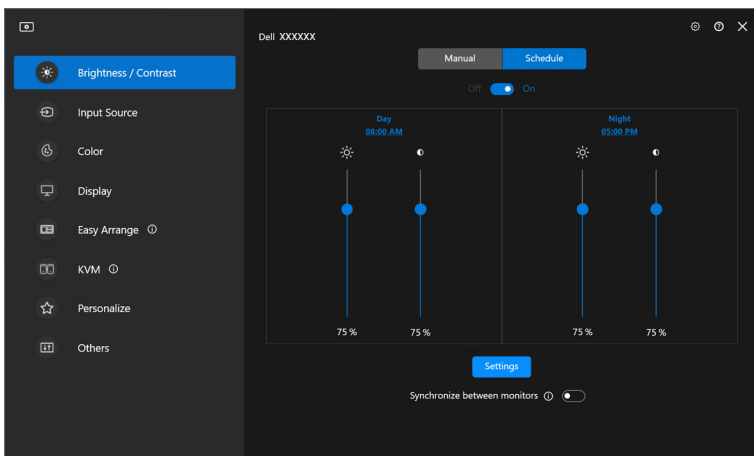 Dell XXXXXX
Manual
Schedule
Off
On
Brightness / Contrast
Input Source
Color
Display
Easy Arrange
KVM
Personalize
Others
Day
08:00 AM
75 %
75 %
Night
05:00 PM
75 %
75 %
Settings
Synchronize between monitors